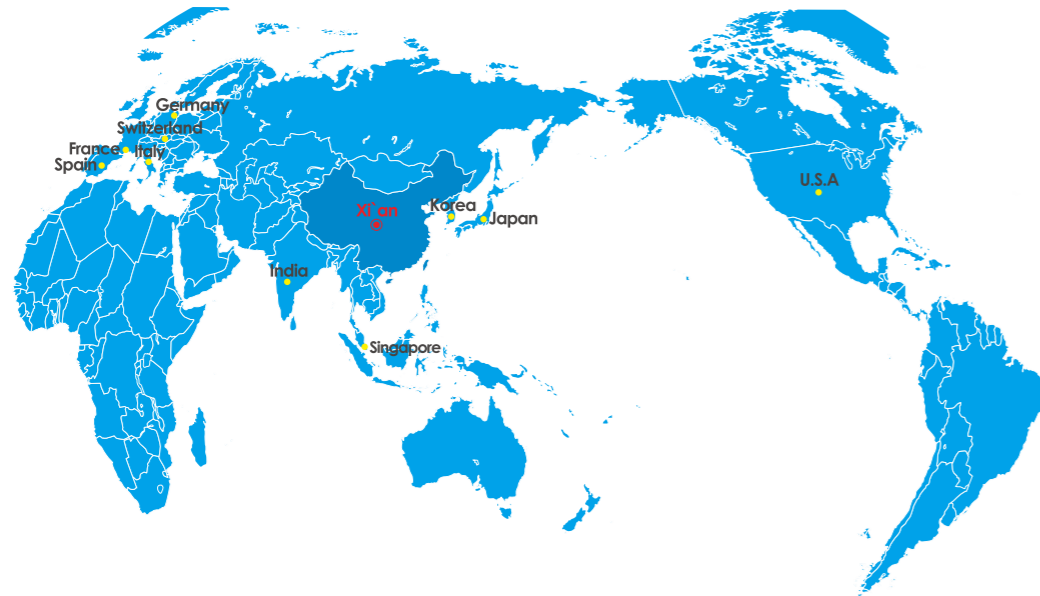 Germany
Switzerland
France
Italy
Spain
U.S.A
Korea
Xi`an
Japan
India
Singapore